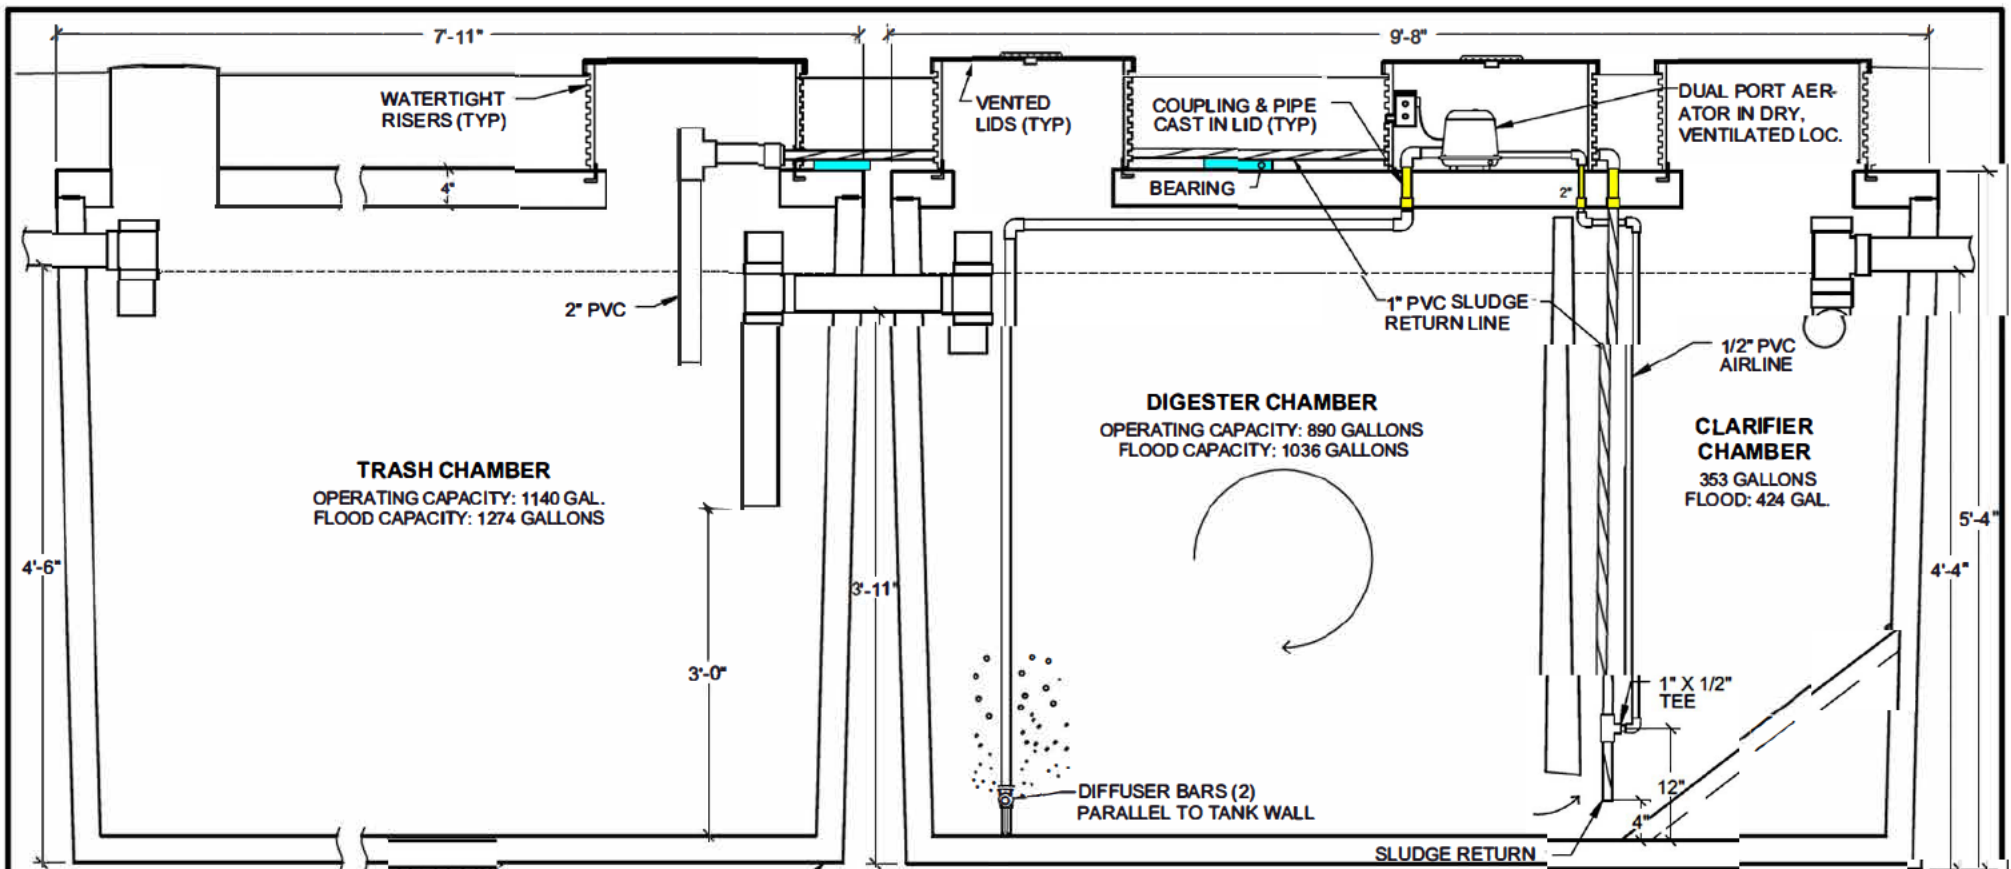 7'-11"
9'-8"
WATERTIGHT
RISERS (TYP)
VENTED
LIDS (TYP)
COUPLING & PIPE
CAST IN LID (TYP)
DUAL PORT AER-
ATOR IN DRY,
VENTILATED LOC.
4"
BEARING
2"
2" PVC
1" PVC SLUDGE
RETURN LINE
1/2" PVC
AIRLINE
DIGESTER CHAMBER
OPERATING CAPACITY: 890 GALLONS
FLOOD CAPACITY: 1036 GALLONS
CLARIFIER
CHAMBER
353 GALLONS
FLOOD: 424 GAL.
TRASH CHAMBER
OPERATING CAPACITY: 1140 GAL.
FLOOD CAPACITY: 1274 GALLONS
5'-4"
4'-6"
3'-11"
4'-4"
3'-0"
1" X 1/2"
TEE
DIFFUSER BARS (2)
PARALLEL TO TANK WALL
12"
4"
SLUDGE RETURN